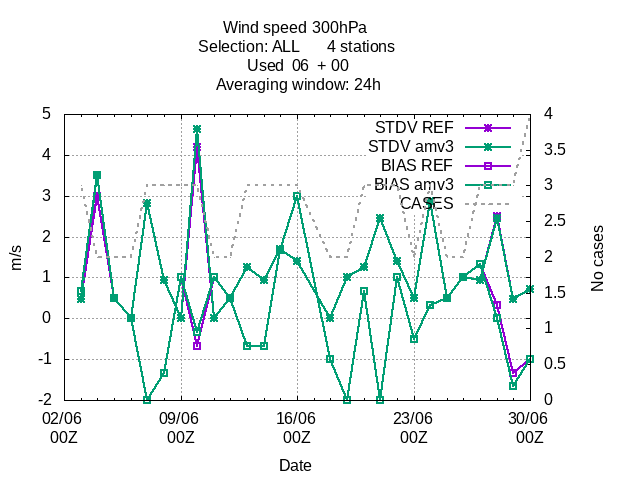 Wind speed 300hPa
Selection: ALL 4 stations
Used 06 + 00
Averaging window: 24h
5
4
3
2
1
0
-1
-2
m/s
4
3.5
3
2.5
2
1.5
1
0.5
0
No cases
STDV REF
STDV amv3
BIAS REF
BIAS amv3
CASES
02/06 09/06 16/06 23/06 30/06
00Z 00Z 00Z 00Z 00Z
Date